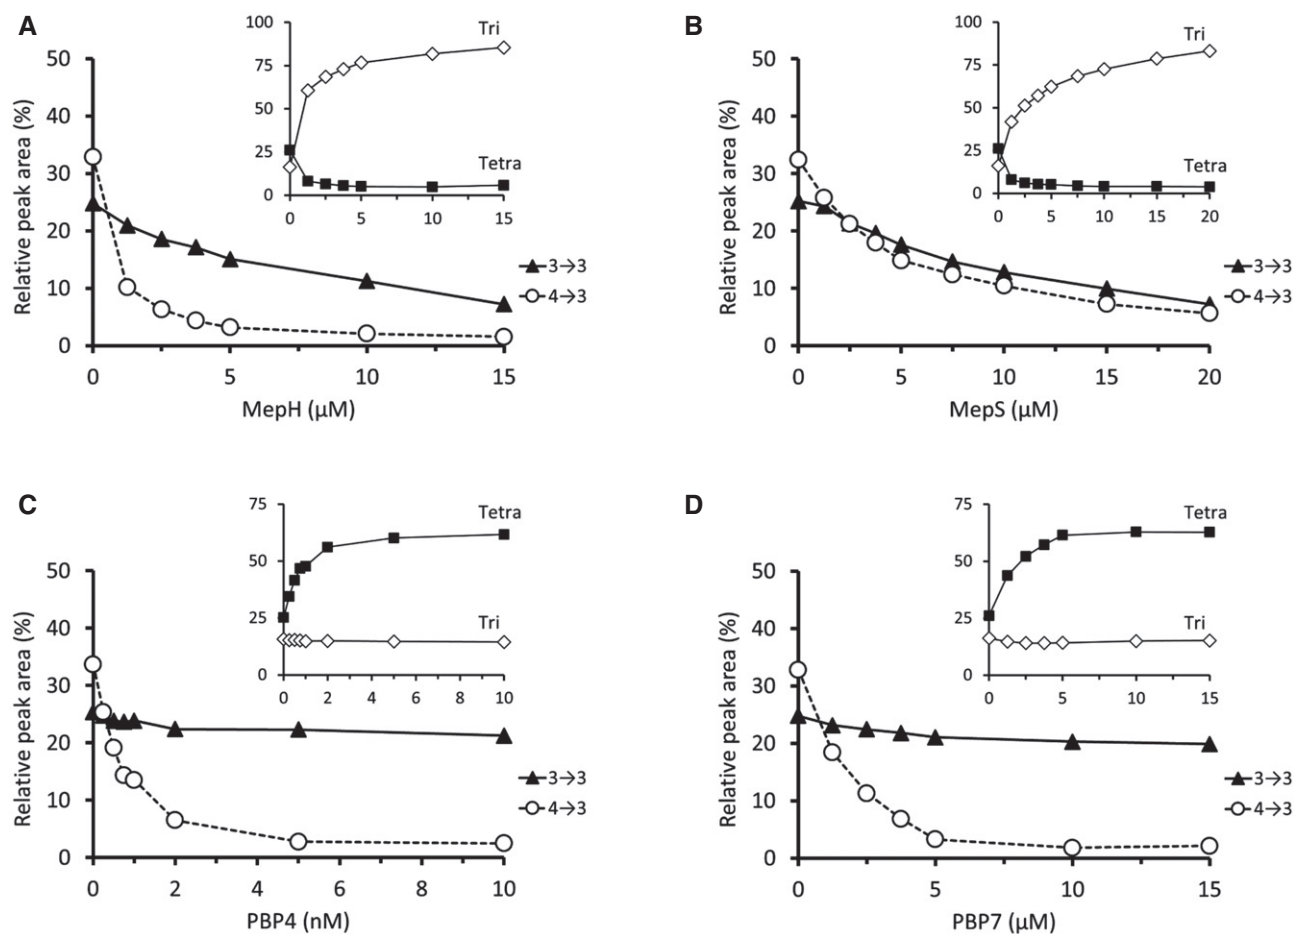 A
Relative peak area (%)
50
40
30
20
10
0
0 5 10 15
MepH (μM)
100
75
50
25
0
0 5 10 15
Tri
Tetra
3→3
4→3
B
Relative peak area (%)
50
40
30
20
10
0
0 5 10 15 20
MepS (μM)
100
75
50
25
0
0 5 10 15 20
Tri
Tetra
3→3
4→3
C
Relative peak area (%)
50
40
30
20
10
0
0 2 4 6 8 10
PBP4 (nM)
75
50
25
0
0 2 4 6 8 10
Tetra
Tri
3→3
4→3
D
Relative peak area (%)
50
40
30
20
10
0
0 5 10 15
PBP7 (μM)
75
50
25
0
0 5 10 15
Tetra
Tri
3→3
4→3